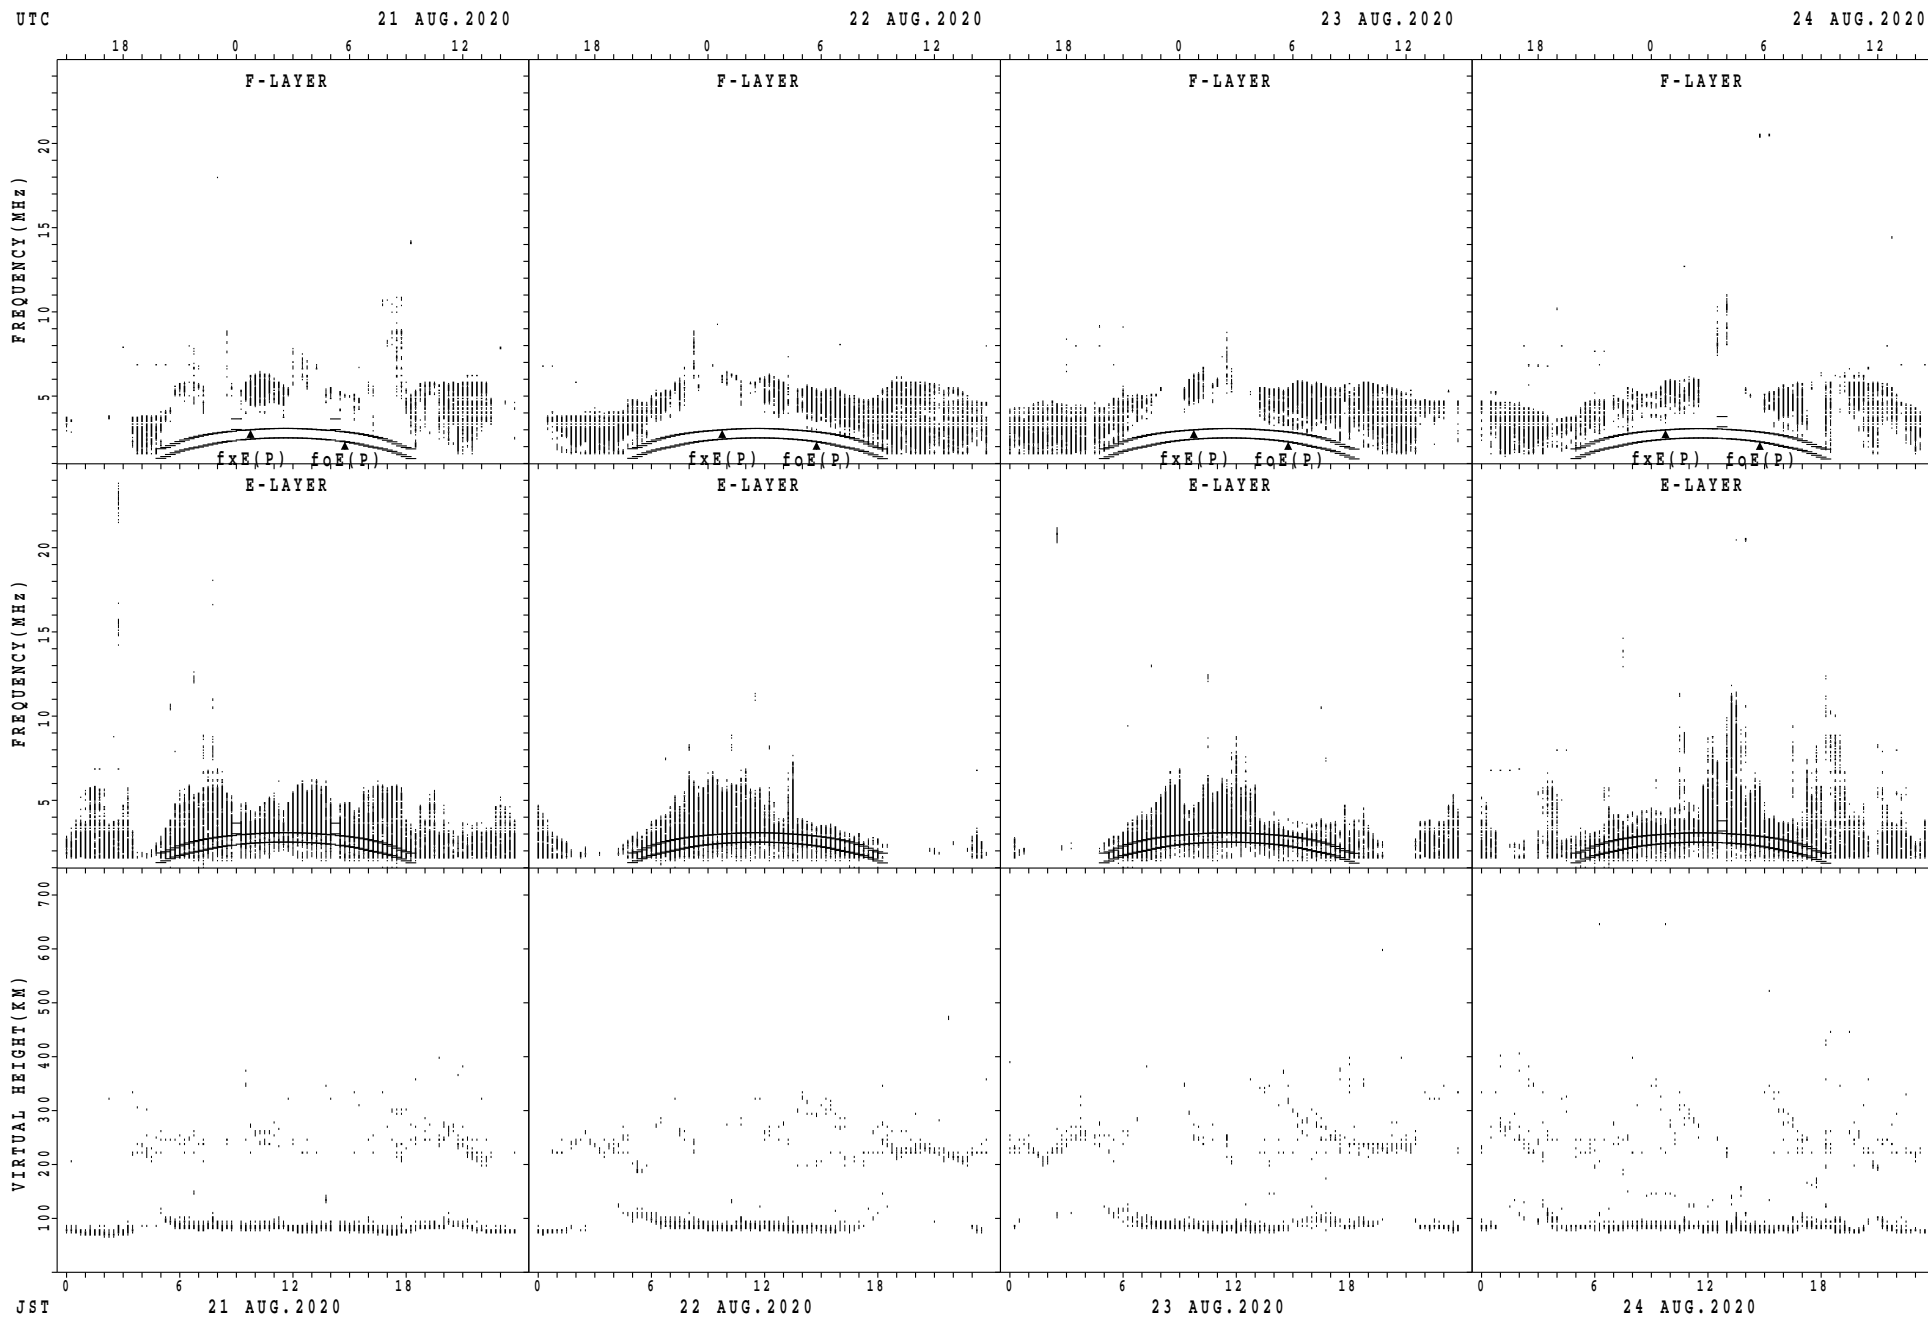 UTC 21 AUG.2020 22 AUG.2020 23 AUG.2020 24 AUG.2020
18 0 6 12 18 0 6 12 18 0 6 12 18 0 6 12
F-LAYER F-LAYER F-LAYER F-LAYER
FREQUENCY(MHz)
20
15
10
5
fxE(P) foE(P) fxE(P) foE(P) fxE(P) foE(P) fxE(P) foE(P)
E-LAYER E-LAYER E-LAYER E-LAYER
FREQUENCY(MHz)
20
15
10
5
VIRTUAL HEIGHT(KM)
700
600
500
400
300
200
100
0 6 12 18 0 6 12 18 0 6 12 18 0 6 12 18
JST 21 AUG.2020 22 AUG.2020 23 AUG.2020 24 AUG.2020